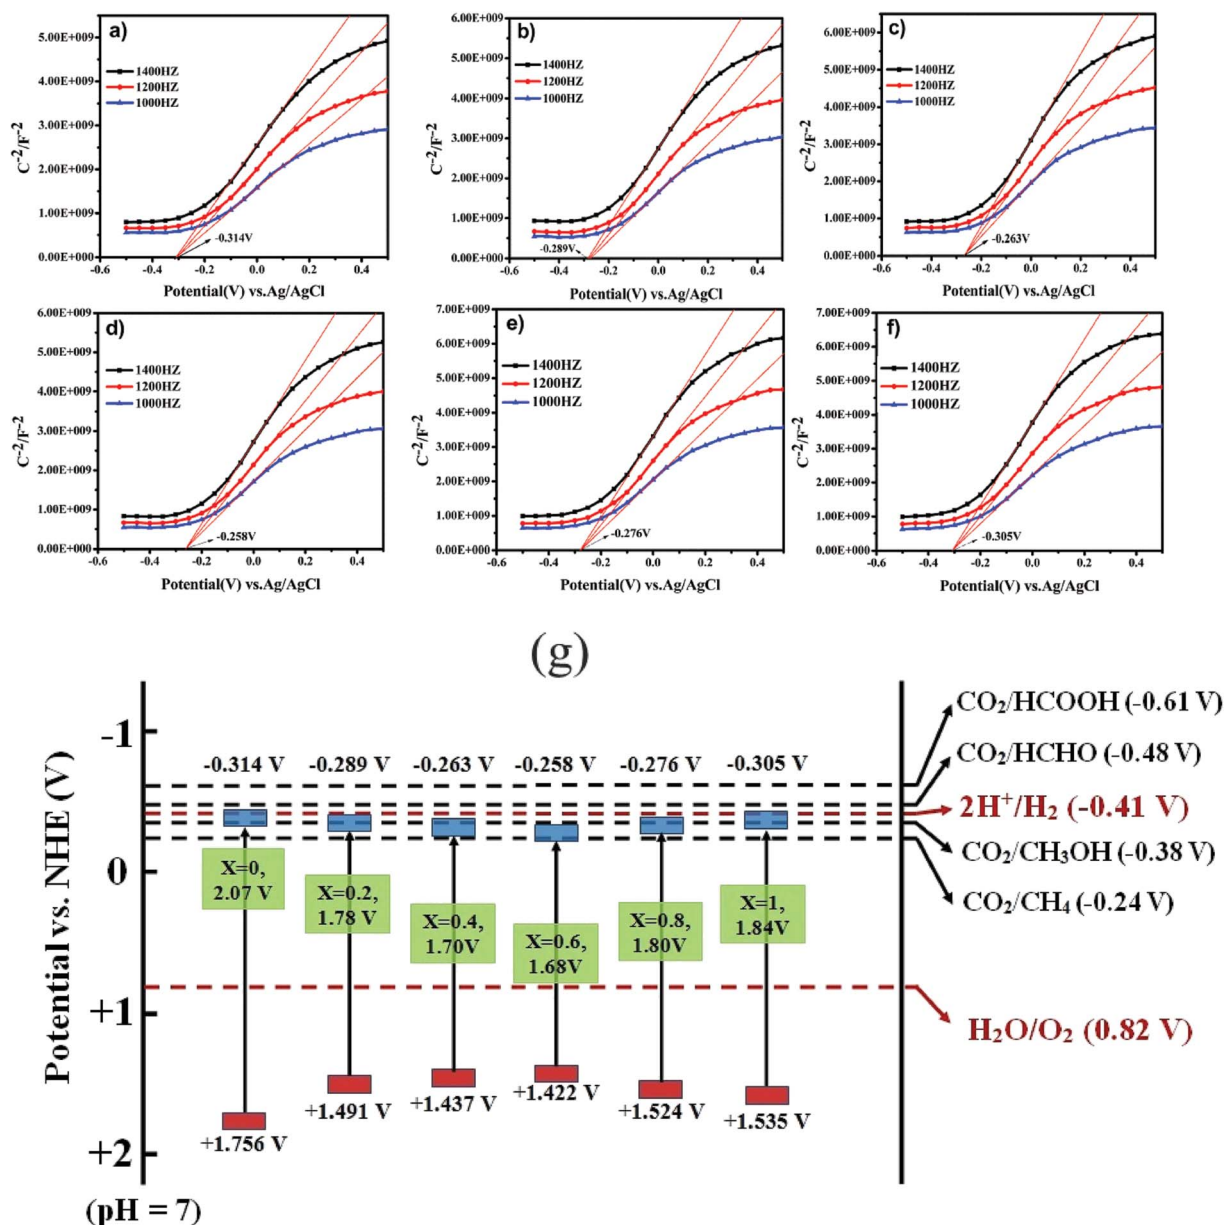 a)
5.00E+009
4.00E+009
3.00E+009
2.00E+009
1.00E+009
0.00E+000
C⁻²/F⁻²
1400HZ
1200HZ
1000HZ
-0.314V
-0.6 -0.4 -0.2 0.0 0.2 0.4
Potential(V) vs.Ag/AgCl
b)
6.00E+009
5.00E+009
4.00E+009
3.00E+009
2.00E+009
1.00E+009
0.00E+000
C⁻²/F⁻²
1400HZ
1200HZ
1000HZ
-0.289V
-0.6 -0.4 -0.2 0.0 0.2 0.4
Potential(V) vs.Ag/AgCl
c)
6.00E+009
5.00E+009
4.00E+009
3.00E+009
2.00E+009
1.00E+009
0.00E+000
C⁻²/F⁻²
1400HZ
1200HZ
1000HZ
-0.263V
-0.6 -0.4 -0.2 0.0 0.2 0.4
Potential(V) vs.Ag/AgCl
d)
6.00E+009
5.00E+009
4.00E+009
3.00E+009
2.00E+009
1.00E+009
0.00E+000
C⁻²/F⁻²
1400HZ
1200HZ
1000HZ
-0.258V
-0.6 -0.4 -0.2 0.0 0.2 0.4
Potential(V) vs.Ag/AgCl
e)
7.00E+009
6.00E+009
5.00E+009
4.00E+009
3.00E+009
2.00E+009
1.00E+009
0.00E+000
C⁻²/F⁻²
1400HZ
1200HZ
1000HZ
-0.276V
-0.6 -0.4 -0.2 0.0 0.2 0.4
Potential(V) vs.Ag/AgCl
f)
7.00E+009
6.00E+009
5.00E+009
4.00E+009
3.00E+009
2.00E+009
1.00E+009
0.00E+000
C⁻²/F⁻²
1400HZ
1200HZ
1000HZ
-0.305V
-0.6 -0.4 -0.2 0.0 0.2 0.4
Potential(V) vs.Ag/AgCl
(g)
Potential vs. NHE (V)
-1
0
+1
+2
(pH = 7)
-0.314 V -0.289 V -0.263 V -0.258 V -0.276 V -0.305 V
X=0,
2.07 V
X=0.2,
1.78 V
X=0.4,
1.70V
X=0.6,
1.68V
X=0.8,
1.80V
X=1,
1.84V
+1.756 V
+1.491 V
+1.437 V
+1.422 V
+1.524 V
+1.535 V
CO₂/HCOOH (-0.61 V)
CO₂/HCHO (-0.48 V)
2H⁺/H₂ (-0.41 V)
CO₂/CH₃OH (-0.38 V)
CO₂/CH₄ (-0.24 V)
H₂O/O₂ (0.82 V)